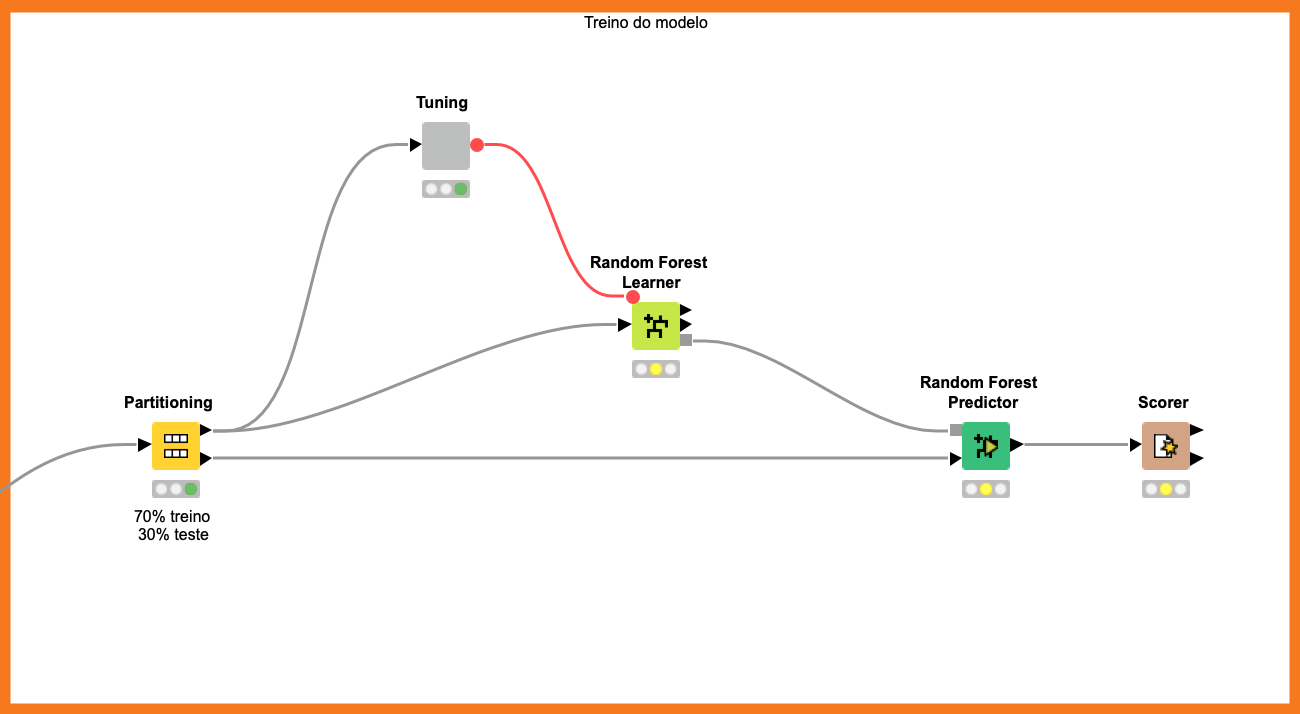 Treino do modelo
Tuning
Random Forest
Learner
Random Forest
Predictor
Scorer
Partitioning
70% treino
30% teste